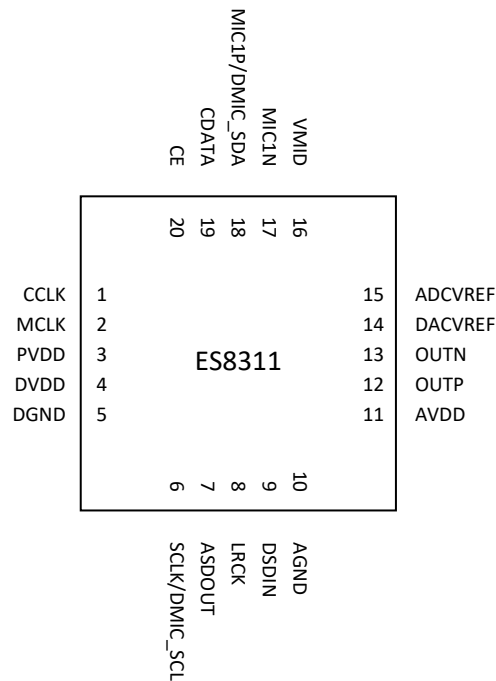 CE
CDATA
MIC1P/DMIC_SDA
MIC1N
VMID
20
19
18
17
16
CCLK 1
MCLK 2
PVDD 3
DVDD 4
DGND 5
ES8311
15 ADCVREF
14 DACVREF
13 OUTN
12 OUTP
11 AVDD
6
7
8
9
10
SCLK/DMIC_SCL
ASDOUT
LRCK
DSDIN
AGND